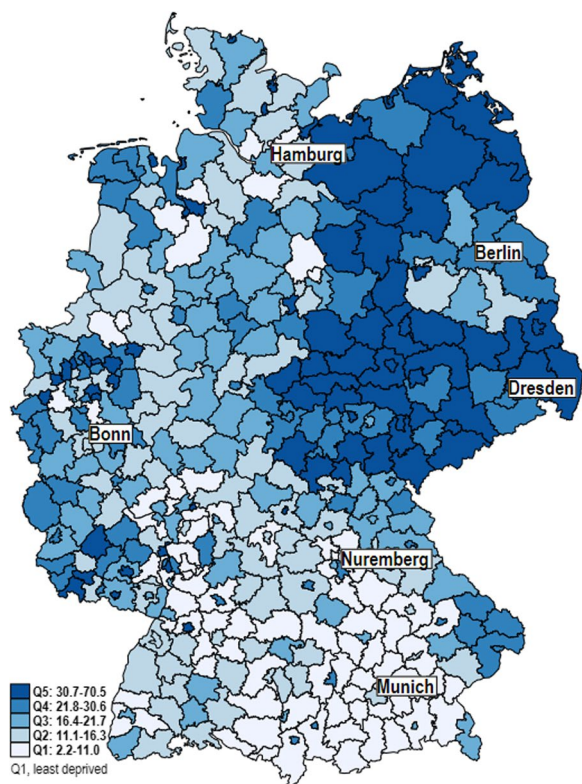 Hamburg
Berlin
Dresden
Bonn
Nuremberg
Munich
Q5: 30.7-70.5
Q4: 21.8-30.6
Q3: 16.4-21.7
Q2: 11.1-16.3
Q1: 2.2-11.0
Q1, least deprived